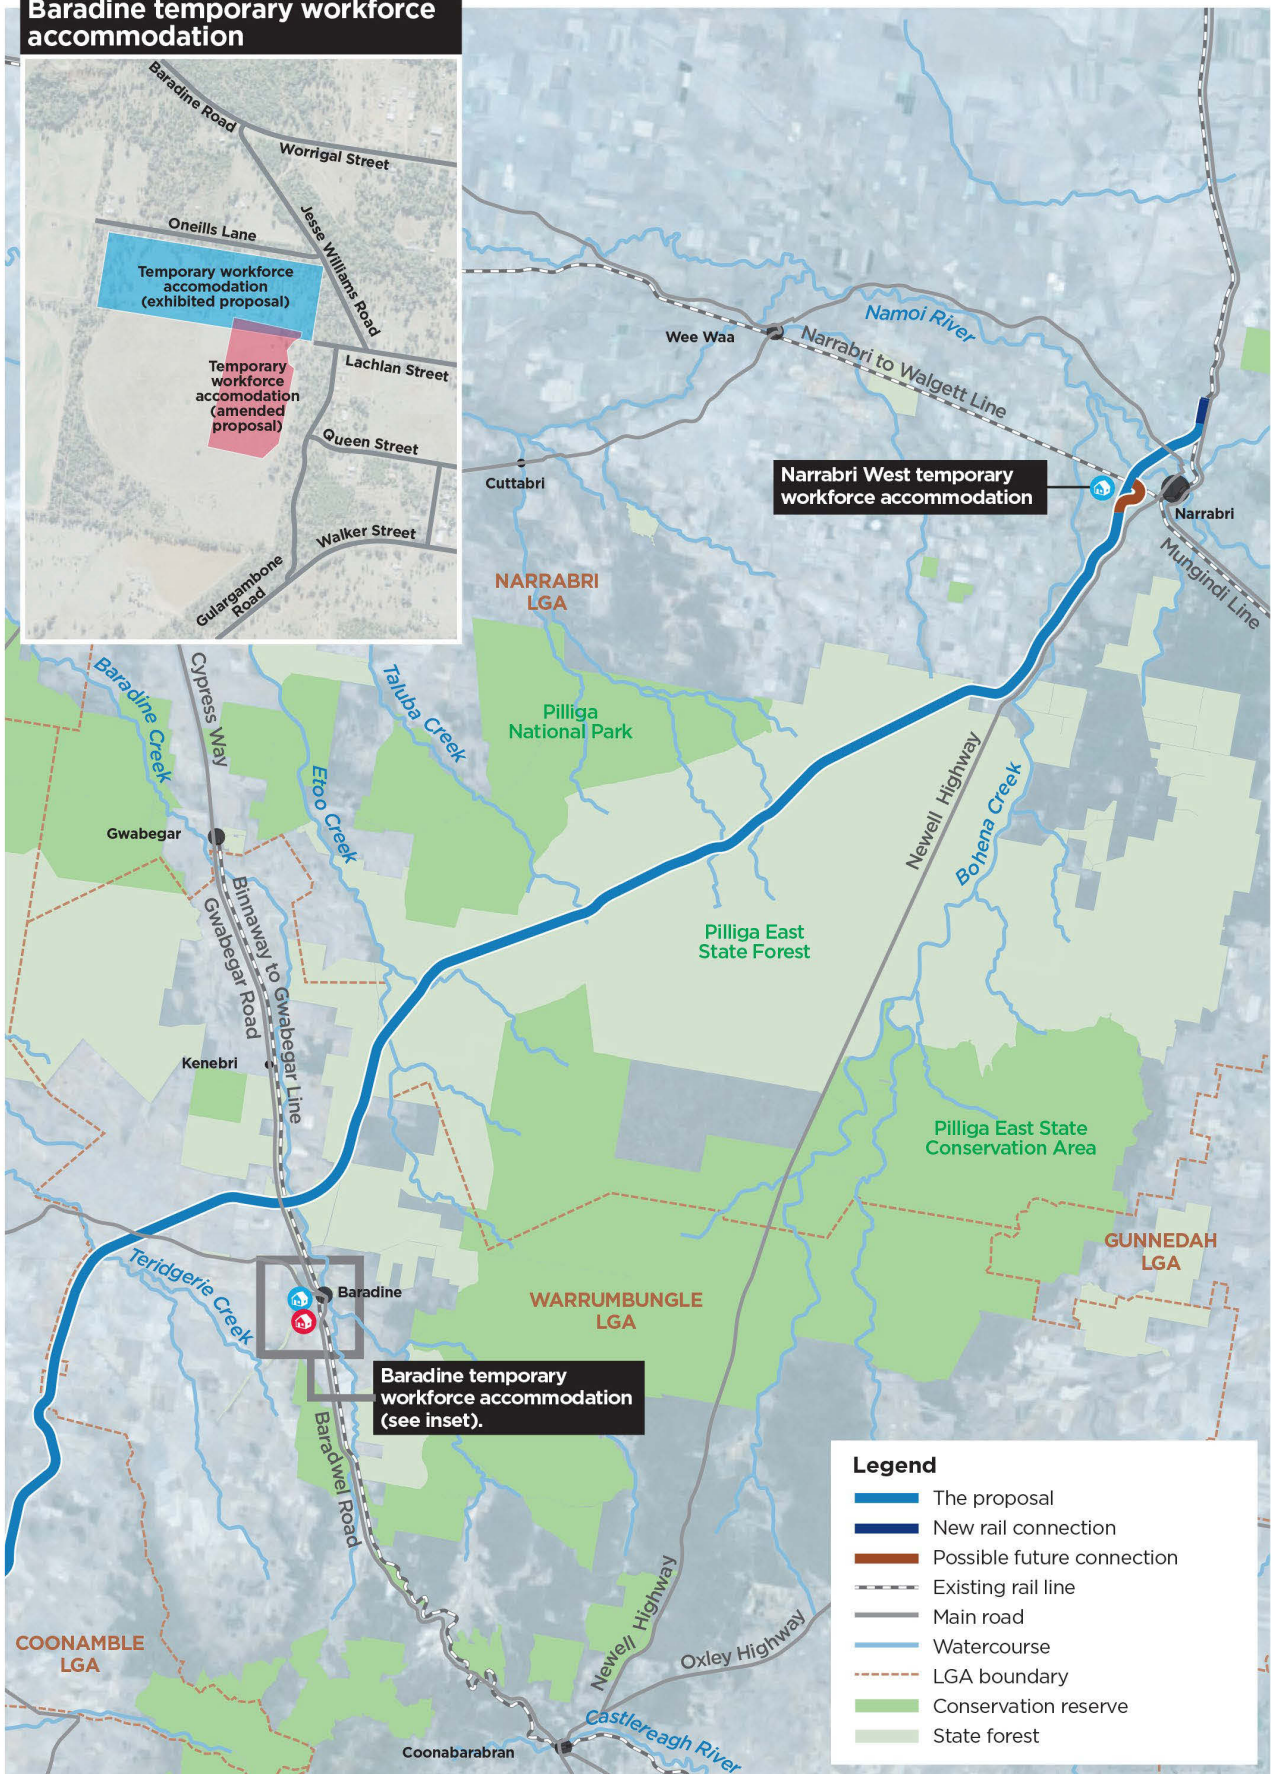 Baradine temporary workforce
accommodation
Baradine Road
Worrigal Street
Jesse Williams Road
Oneills Lane
Temporary workforce
accomodation
(exhibited proposal)
Lachlan Street
Temporary
workforce
accomodation
(amended
proposal)
Queen Street
Walker Street
Gulargambone
Road
Namoi River
Wee Waa
Narrabri to Walgett Line
Cuttabri
Narrabri West temporary
workforce accommodation
Narrabri
Mungindi Line
NARRABRI
LGA
Baradine Creek
Cypress Way
Taluba Creek
Etoo Creek
Pilliga
National Park
Newell Highway
Bohena Creek
Gwabegar
Binnaway to Gwabegar Line
Gwabegar Road
Pilliga East
State Forest
Kenebri
Pilliga East State
Conservation Area
GUNNEDAH
LGA
Teridgerie Creek
Baradine
WARRUMBUNGLE
LGA
Baradine temporary
workforce accommodation
(see inset).
Baradwel Road
Newell Highway
Oxley Highway
COONAMBLE
LGA
Coonabarabran
Castlereagh River
Legend
The proposal
New rail connection
Possible future connection
Existing rail line
Main road
Watercourse
LGA boundary
Conservation reserve
State forest